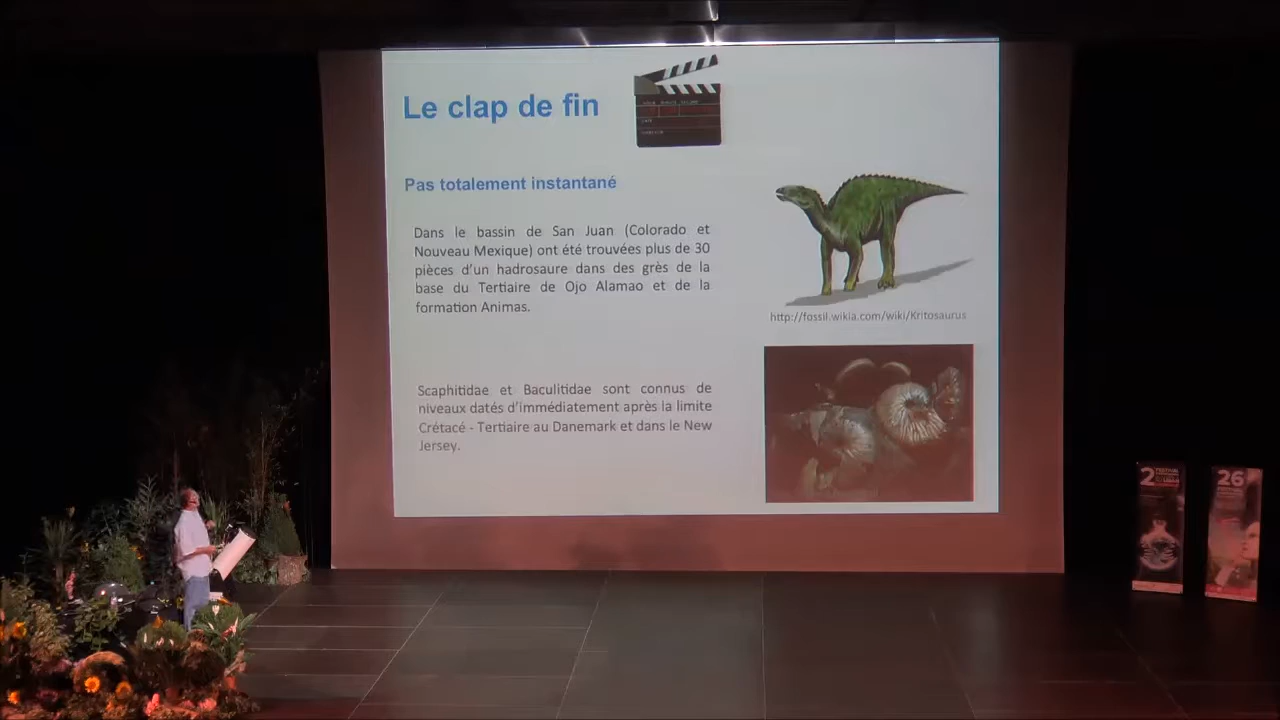 Le clap de fin
Pas totalement instantané
Dans le bassin de San Juan (Colorado et
Nouveau Mexique) ont été trouvées plus de 30
pièces d'un hadrosaure dans des grès de la
base du Tertiaire de Ojo Alamao et de la
formation Animas.
http://fossil.wikia.com/wiki/Kritosaurus
Scaphitidae et Baculitidae sont connus de
niveaux datés d'immédiatement après la limite
Crétacé - Tertiaire au Danemark et dans le New
Jersey.
2
26